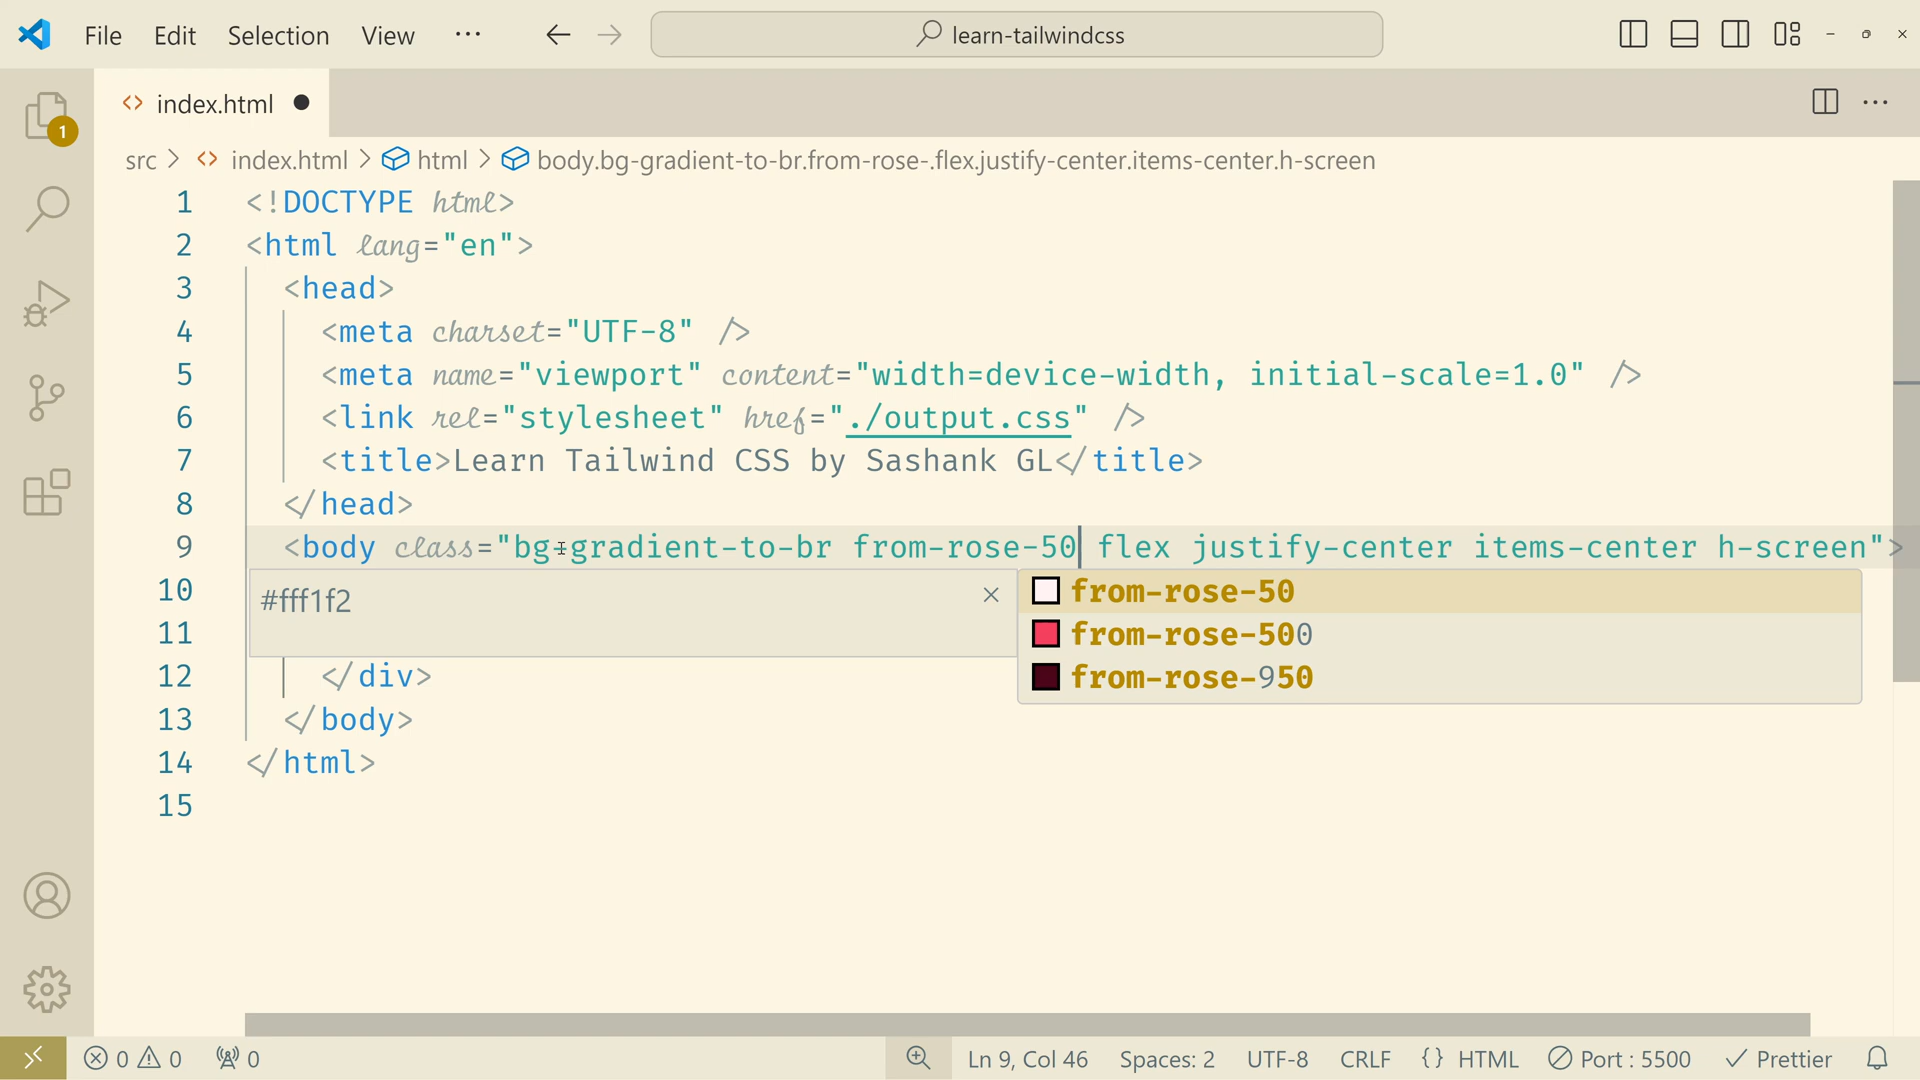 File Edit Selection View ··· learn-tailwindcss
index.html
1
src > index.html > html > body.bg-gradient-to-br.from-rose-.flex.justify-center.items-center.h-screen
1 <!DOCTYPE html>
2 <html lang="en">
3 <head>
4 <meta charset="UTF-8" />
5 <meta name="viewport" content="width=device-width, initial-scale=1.0" />
6 <link rel="stylesheet" href="./output.css" />
7 <title>Learn Tailwind CSS by Sashank GL</title>
8 </head>
9 <body class="bg-gradient-to-br from-rose-50 flex justify-center items-center h-screen">
10
#fff1f2
from-rose-50
11
from-rose-500
12 </div>
from-rose-950
13 </body>
14 </html>
15
0 0 0 Ln 9, Col 46 Spaces: 2 UTF-8 CRLF {} HTML Port : 5500 Prettier